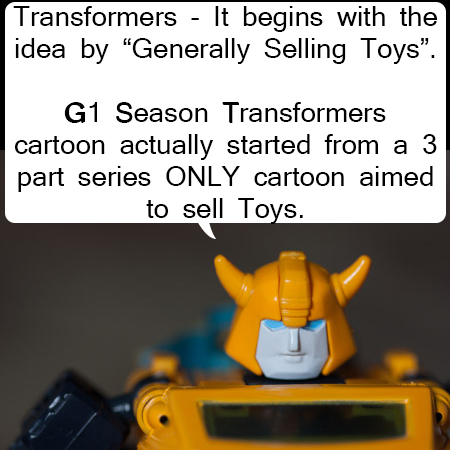 Transformers - It begins with the
idea by “Generally Selling Toys”.
G1 Season Transformers
cartoon actually started from a 3
part series ONLY cartoon aimed
to sell Toys.